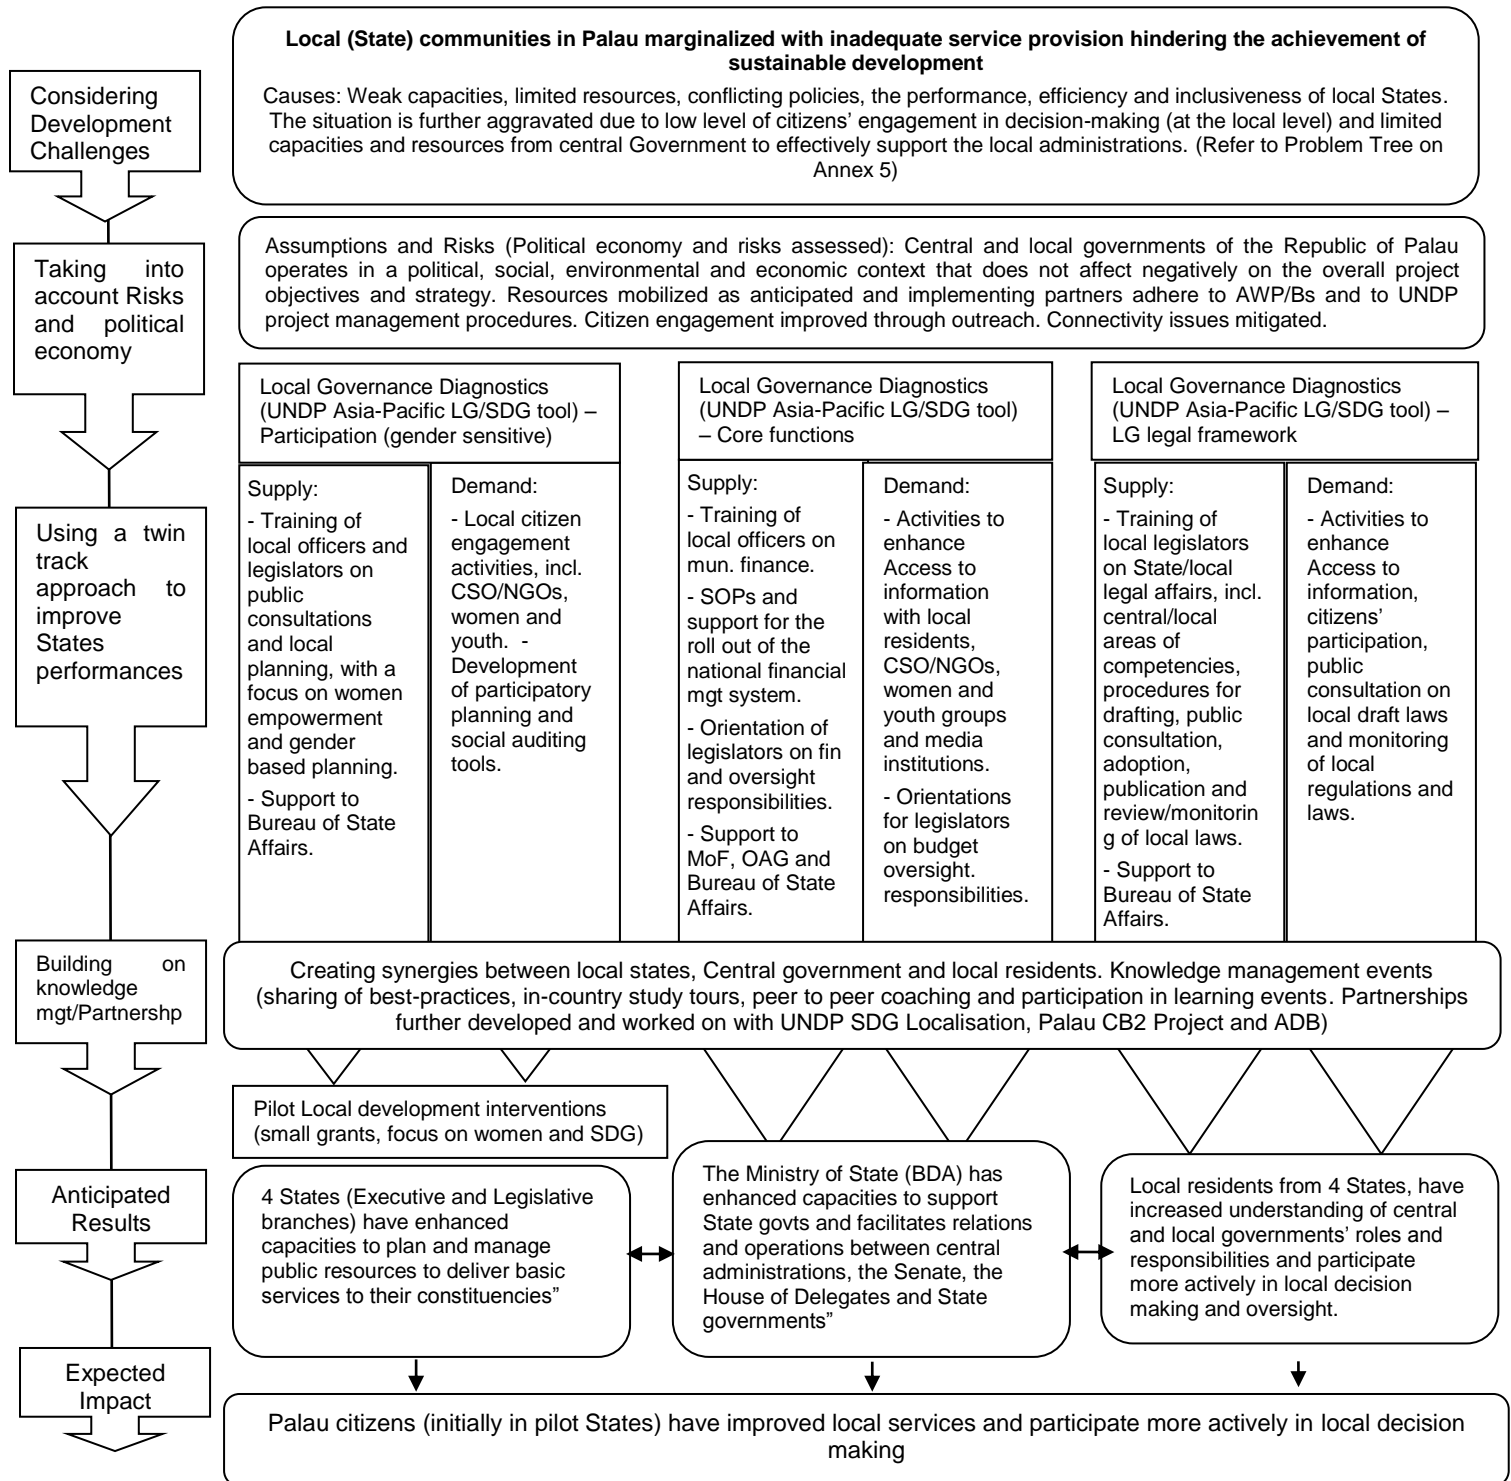 Local (State) communities in Palau marginalized with inadequate service provision hindering the achievement of
sustainable development
Causes: Weak capacities, limited resources, conflicting policies, the performance, efficiency and inclusiveness of local States.
The situation is further aggravated due to low level of citizens' engagement in decision-making (at the local level) and limited
capacities and resources from central Government to effectively support the local administrations. (Refer to Problem Tree on
Annex 5)
Considering
Development
Challenges
Assumptions and Risks (Political economy and risks assessed): Central and local governments of the Republic of Palau
operates in a political, social, environmental and economic context that does not affect negatively on the overall project
objectives and strategy. Resources mobilized as anticipated and implementing partners adhere to AWP/Bs and to UNDP
project management procedures. Citizen engagement improved through outreach. Connectivity issues mitigated.
Taking into
account Risks
and political
economy
Local Governance Diagnostics
(UNDP Asia-Pacific LG/SDG tool) –
Participation (gender sensitive)
Local Governance Diagnostics
(UNDP Asia-Pacific LG/SDG tool)
– Core functions
Local Governance Diagnostics
(UNDP Asia-Pacific LG/SDG tool) –
LG legal framework
Using a twin
track
approach to
improve
States
performances
Supply:
- Training of
local officers and
legislators on
public
consultations
and local
planning, with a
focus on women
empowerment
and gender
based planning.
- Support to
Bureau of State
Affairs.
Demand:
- Local citizen
engagement
activities, incl.
CSO/NGOs,
women and
youth. -
Development
of participatory
planning and
social auditing
tools.
Supply:
- Training of
local officers on
mun. finance.
- SOPs and
support for the
roll out of the
national financial
mgt system.
- Orientation of
legislators on fin
and oversight
responsibilities.
- Support to
MoF, OAG and
Bureau of State
Affairs.
Demand:
- Activities to
enhance
Access to
information
with local
residents,
CSO/NGOs,
women and
youth groups
and media
institutions.
- Orientations
for legislators
on budget
oversight.
responsibilities.
Supply:
- Training of
local legislators
on State/local
legal affairs, incl.
central/local
areas of
competencies,
procedures for
drafting, public
consultation,
adoption,
publication and
review/monitorin
g of local laws.
- Support to
Bureau of State
Affairs.
Demand:
- Activities to
enhance
Access to
information,
citizens'
participation,
public
consultation on
local draft laws
and monitoring
of local
regulations and
laws.
Building on
knowledge
mgt/Partnershp
Creating synergies between local states, Central government and local residents. Knowledge management events
(sharing of best-practices, in-country study tours, peer to peer coaching and participation in learning events. Partnerships
further developed and worked on with UNDP SDG Localisation, Palau CB2 Project and ADB)
Pilot Local development interventions
(small grants, focus on women and SDG)
Anticipated
Results
4 States (Executive and Legislative
branches) have enhanced
capacities to plan and manage
public resources to deliver basic
services to their constituencies”
The Ministry of State (BDA) has
enhanced capacities to support
State govts and facilitates relations
and operations between central
administrations, the Senate, the
House of Delegates and State
governments”
Local residents from 4 States, have
increased understanding of central
and local governments' roles and
responsibilities and participate
more actively in local decision
making and oversight.
Expected
Impact
Palau citizens (initially in pilot States) have improved local services and participate more actively in local decision
making